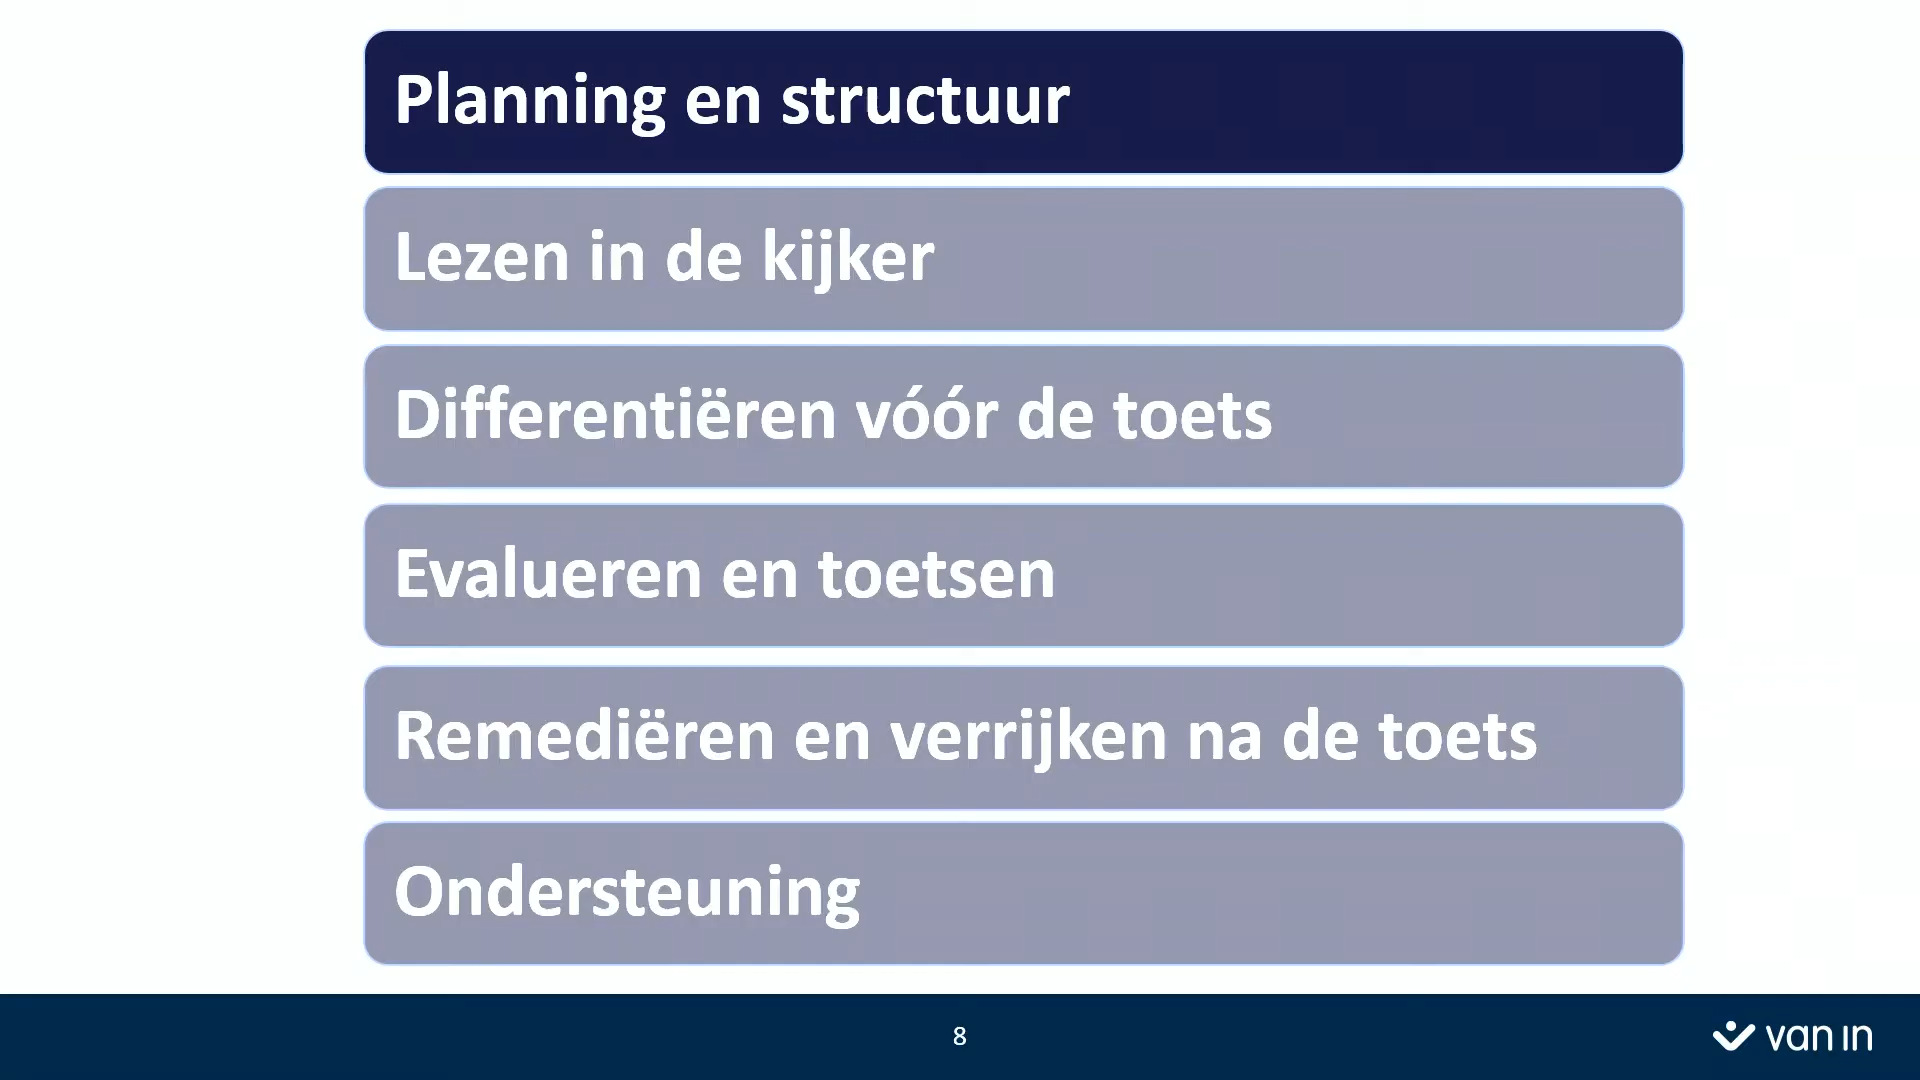 Planning en structuur
Lezen in de kijker
Differentiëren vóór de toets
Evalueren en toetsen
Remediëren en verrijken na de toets
Ondersteuning
8
van in